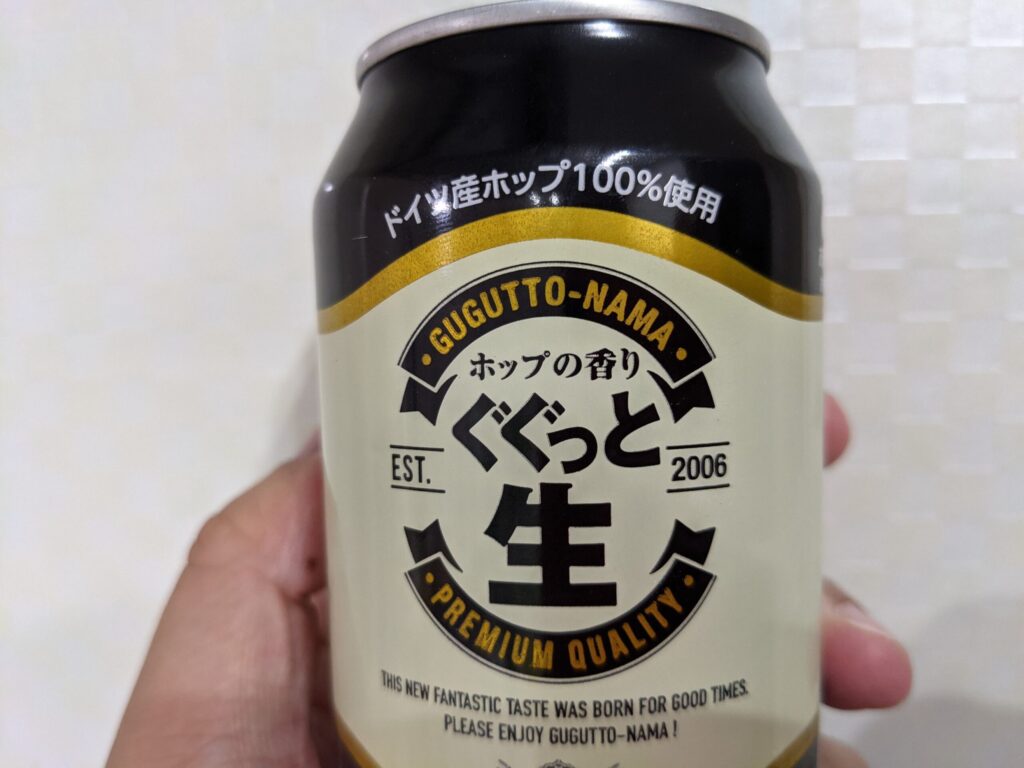 ドイツ産ホップ100%使用
・GUGUTTO-NAMA・
ホップの香り
ぐぐっと
EST. 2006
生
・PREMIUM QUALITY・
THIS NEW FANTASTIC TASTE WAS BORN FOR GOOD TIMES.
PLEASE ENJOY GUGUTTO-NAMA !